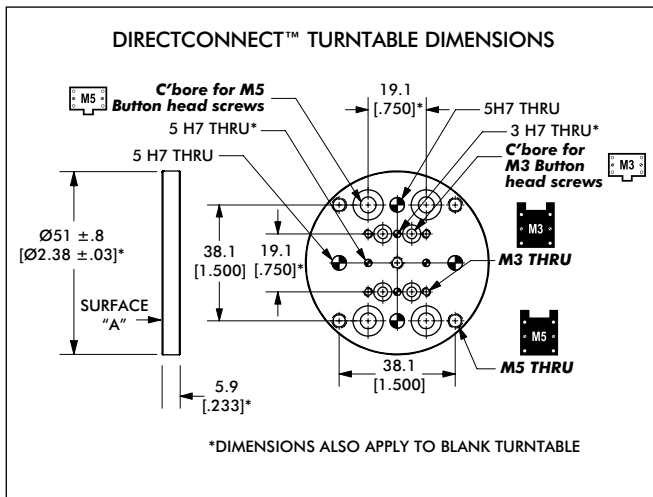 DIRECTCONNECT™ TURNTABLE DIMENSIONS
M5
C'bore for M5
Button head screws
19.1
[.750]*
5H7 THRU
5 H7 THRU*
3 H7 THRU*
5 H7 THRU
C'bore for
M3 Button
head screws
M3
Ø51 ±.8
[Ø2.38 ±.03]*
38.1
[1.500]
19.1
[.750]*
M3
M3 THRU
SURFACE
"A"
M5
M5 THRU
38.1
[1.500]
5.9
[.233]*
*DIMENSIONS ALSO APPLY TO BLANK TURNTABLE